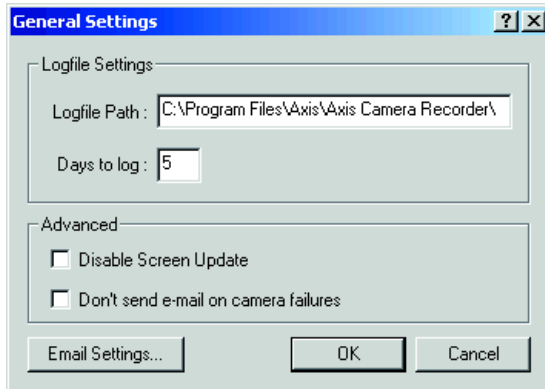 General Settings
Logfile Settings
Logfile Path : C:\Program Files\Axis\Axis Camera Recorder\
Days to log : 5
Advanced
Disable Screen Update
Don't send e-mail on camera failures
Email Settings... OK Cancel